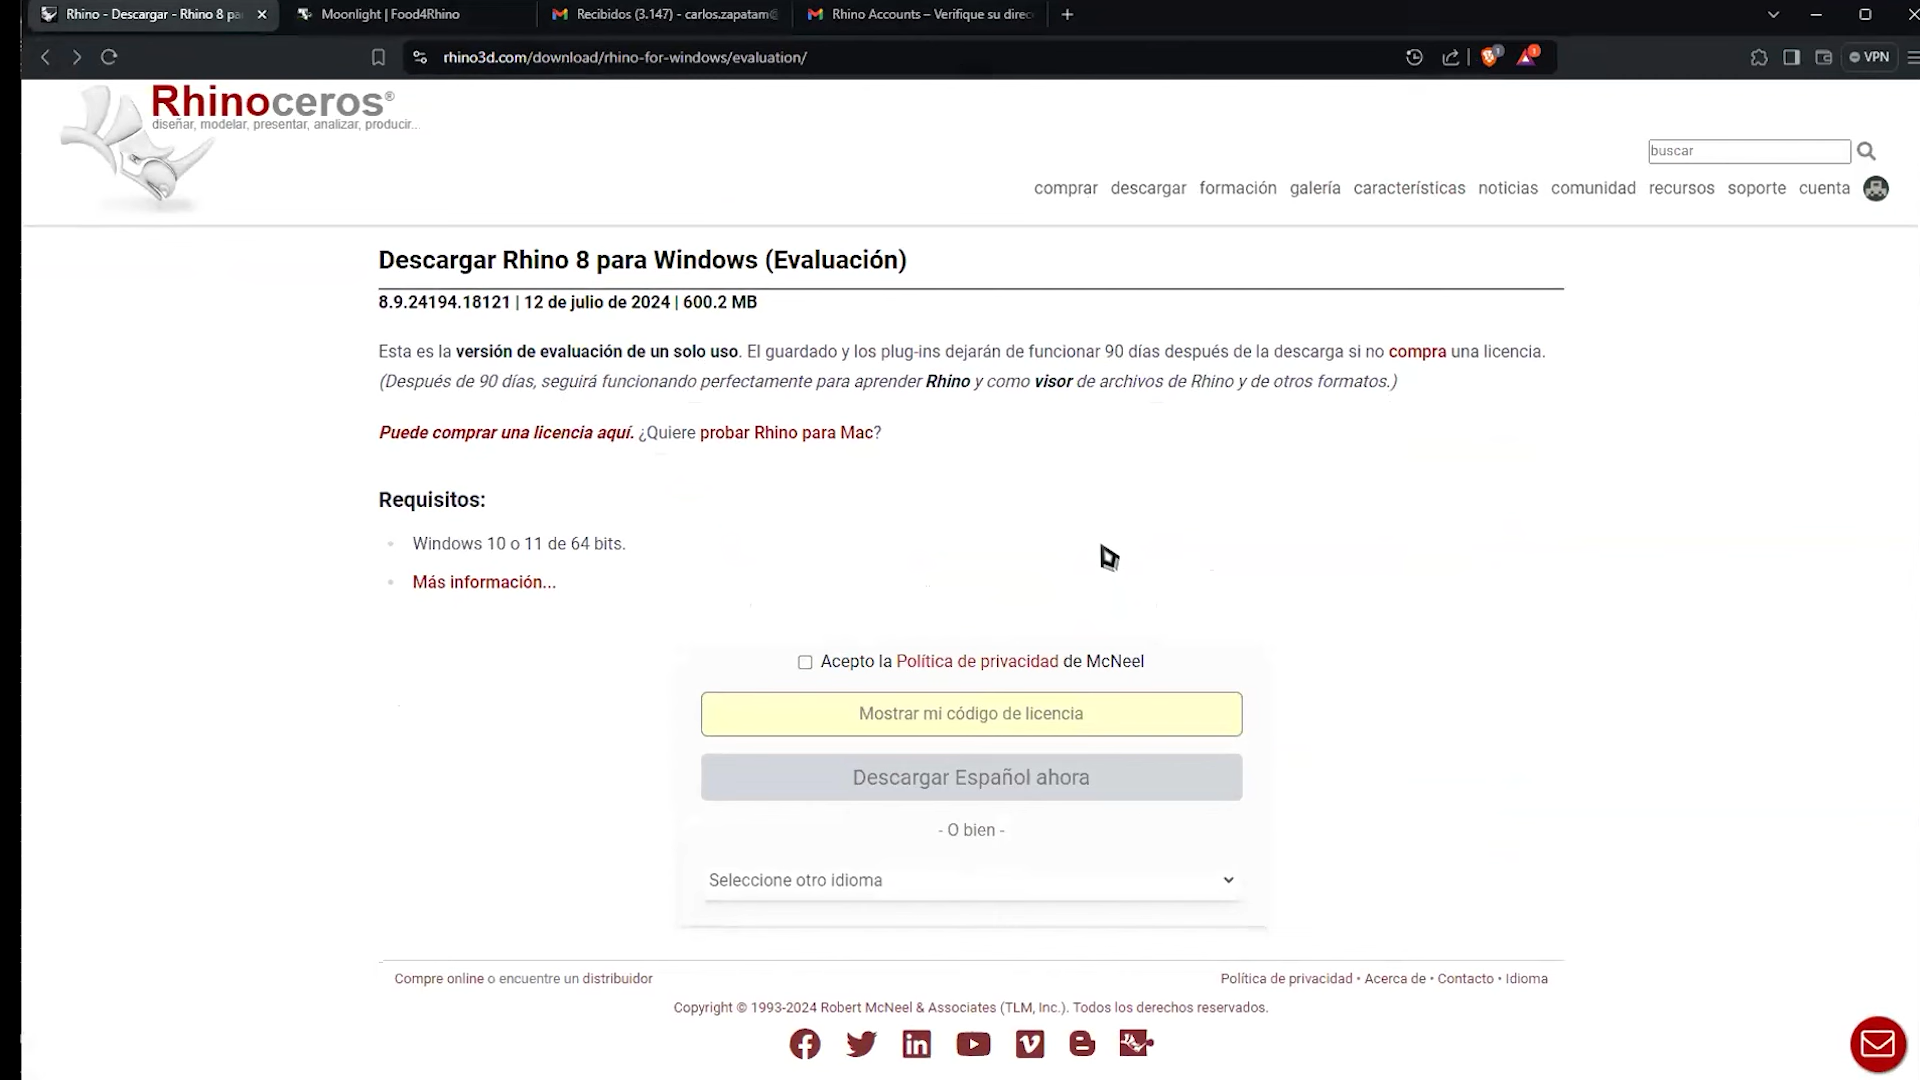 Rhino - Descargar - Rhino 8 pa
Moonlight | Food4Rhino
Recibidos (3.147) - carlos.zapatam@
Rhino Accounts – Verifique su direc
rhino3d.com/download/rhino-for-windows/evaluation/
1
1
VPN
Rhinoceros®
diseñar, modelar, presentar, analizar, producir...
buscar
comprar descargar formación galería características noticias comunidad recursos soporte cuenta
Descargar Rhino 8 para Windows (Evaluación)
8.9.24194.18121 | 12 de julio de 2024 | 600.2 MB
Esta es la versión de evaluación de un solo uso. El guardado y los plug-ins dejarán de funcionar 90 días después de la descarga si no compra una licencia.
(Después de 90 días, seguirá funcionando perfectamente para aprender Rhino y como visor de archivos de Rhino y de otros formatos.)
Puede comprar una licencia aquí. ¿Quiere probar Rhino para Mac?
Requisitos:
Windows 10 o 11 de 64 bits.
Más información...
Acepto la Política de privacidad de McNeel
Mostrar mi código de licencia
Descargar Español ahora
- O bien -
Seleccione otro idioma
Compre online o encuentre un distribuidor
Política de privacidad • Acerca de • Contacto • Idioma
Copyright © 1993-2024 Robert McNeel & Associates (TLM, Inc.). Todos los derechos reservados.